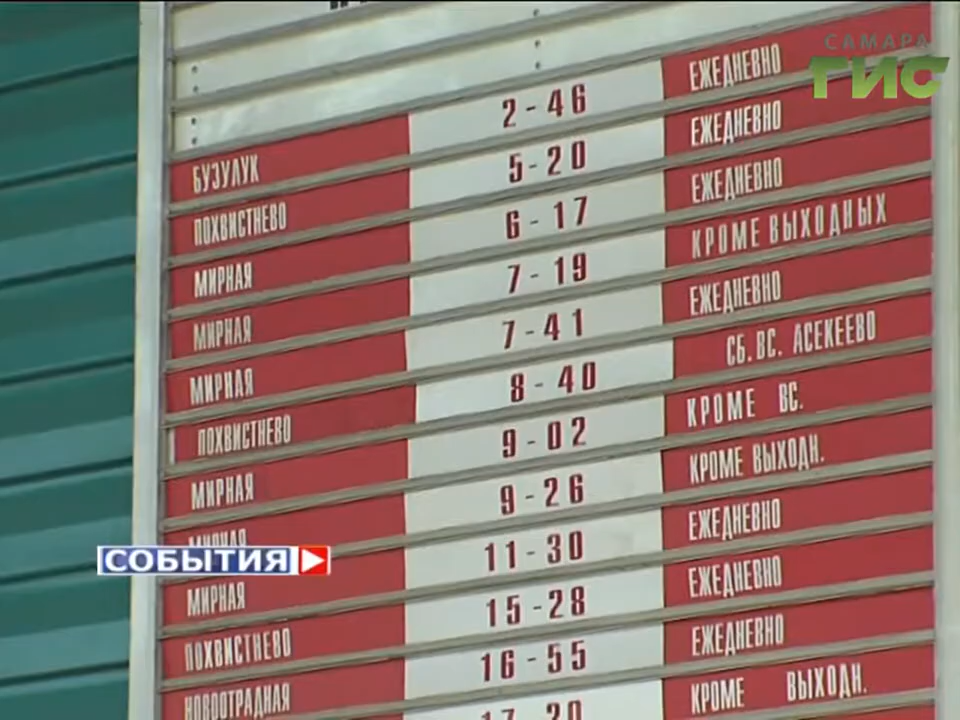 САМАРА
ГИС
БУЗУЛУК 2-46 ЕЖЕДНЕВНО
ПОХВИСТНЕВО 5-20 ЕЖЕДНЕВНО
МИРНАЯ 6-17 ЕЖЕДНЕВНО
МИРНАЯ 7-19 КРОМЕ ВЫХОДНЫХ
МИРНАЯ 7-41 ЕЖЕДНЕВНО
ПОХВИСТНЕВО 8-40 СБ.ВС. АСЕКЕЕВО
МИРНАЯ 9-02 КРОМЕ ВС.
МИРНАЯ 9-26 КРОМЕ ВЫХОДН.
СОБЫТИЯ
МИРНАЯ 11-30 ЕЖЕДНЕВНО
ПОХВИСТНЕВО 15-28 ЕЖЕДНЕВНО
НОВООТРАДНАЯ 16-55 ЕЖЕДНЕВНО
КРОМЕ ВЫХОДН.